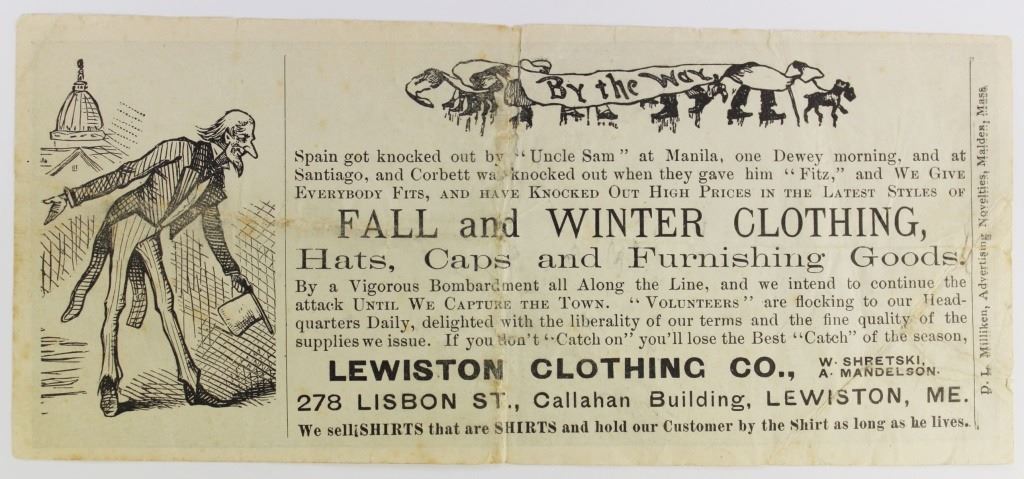 By the Way,
Spain got knocked out by "Uncle Sam" at Manila, one Dewey morning, and at
Santiago, and Corbett was knocked out when they gave him "Fitz," and WE GIVE
EVERYBODY FITS, AND HAVE KNOCKED OUT HIGH PRICES IN THE LATEST STYLES OF
FALL and WINTER CLOTHING,
Hats, Caps and Furnishing Goods.
By a Vigorous Bombardment all Along the Line, and we intend to continue the
attack UNTIL WE CAPTURE THE TOWN. "VOLUNTEERS" are flocking to our Head-
quarters Daily, delighted with the liberality of our terms and the fine quality of the
supplies we issue. If you don't "Catch on" you'll lose the Best "Catch" of the season,
LEWISTON CLOTHING CO., W. SHRETSKI,
A. MANDELSON.
278 LISBON ST., Callahan Building, LEWISTON, ME.
We sell SHIRTS that are SHIRTS and hold our Customer by the Shirt as long as he lives.
D. L. Milliken, Advertising Novelties, Malden, Mass